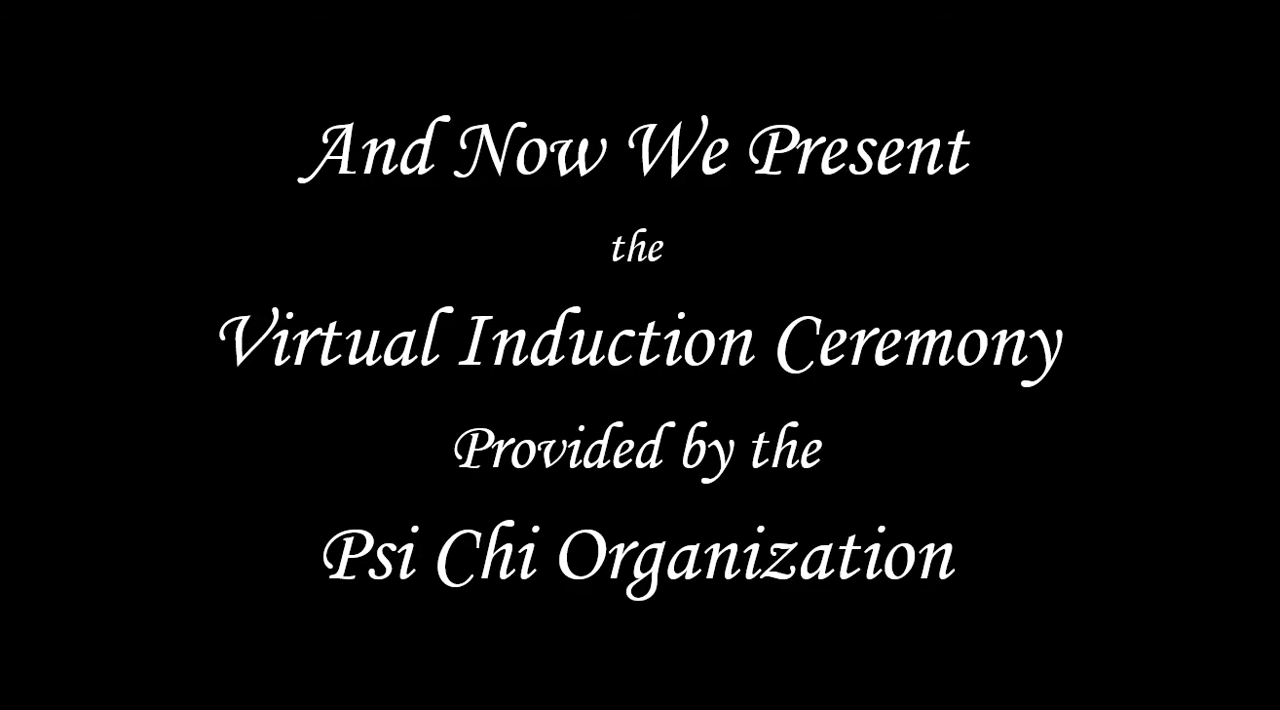 And Now We Present
the
Virtual Induction Ceremony
Provided by the
Psi Chi Organization